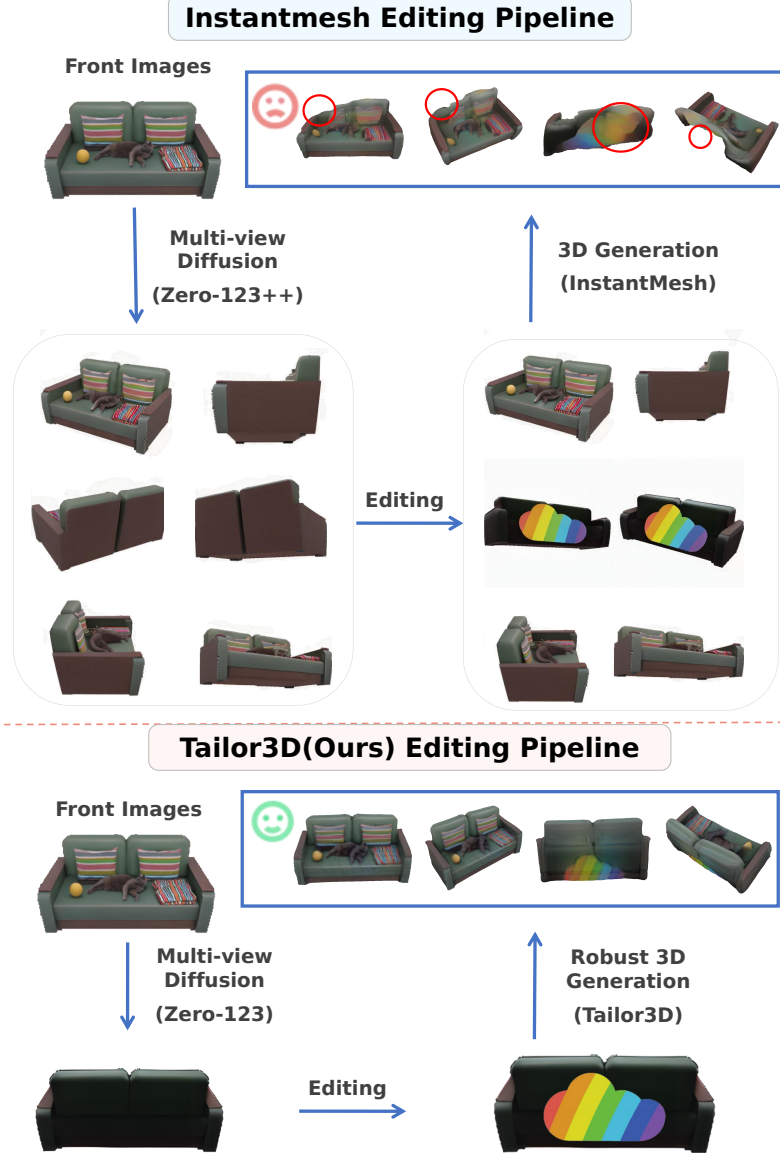 Instantmesh Editing Pipeline
Front Images
Multi-view
Diffusion
(Zero-123++)
3D Generation
(InstantMesh)
Editing
Tailor3D(Ours) Editing Pipeline
Front Images
Multi-view
Diffusion
(Zero-123)
Robust 3D
Generation
(Tailor3D)
Editing